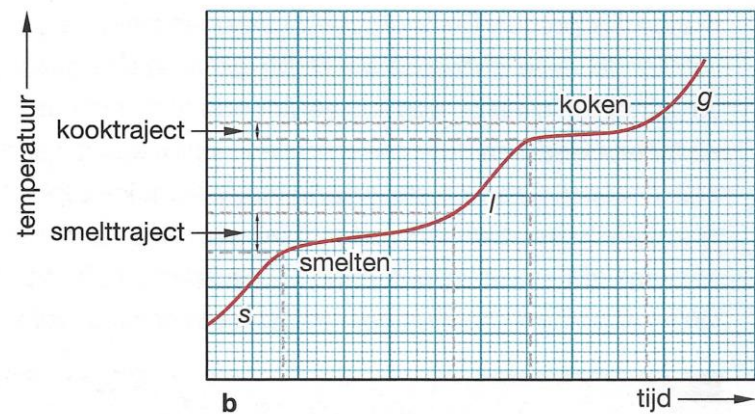 temperatuur
kooktraject
koken
g
smelttraject
l
smelten
s
b
tijd